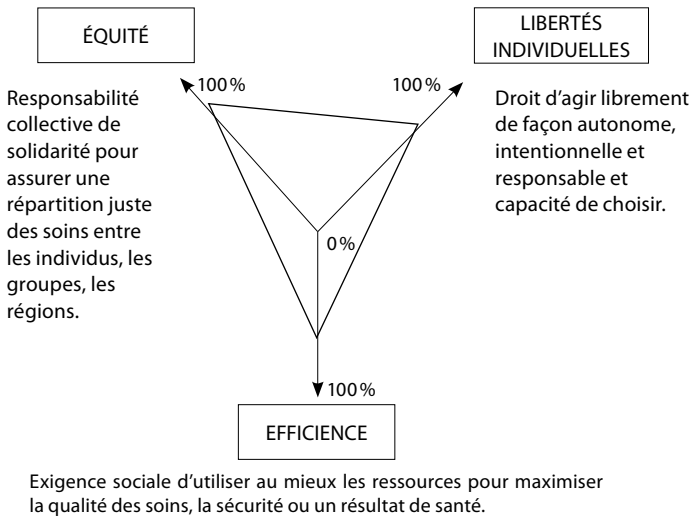 ÉQUITÉ
LIBERTÉS
INDIVIDUELLES
100 %
100 %
Responsabilité
collective de
solidarité pour
assurer une
répartition juste
des soins entre
les individus, les
groupes, les
régions.
Droit d’agir librement
de façon autonome,
intentionnelle et
responsable et
capacité de choisir.
0 %
100 %
EFFICIENCE
Exigence sociale d’utiliser au mieux les ressources pour maximiser
la qualité des soins, la sécurité ou un résultat de santé.